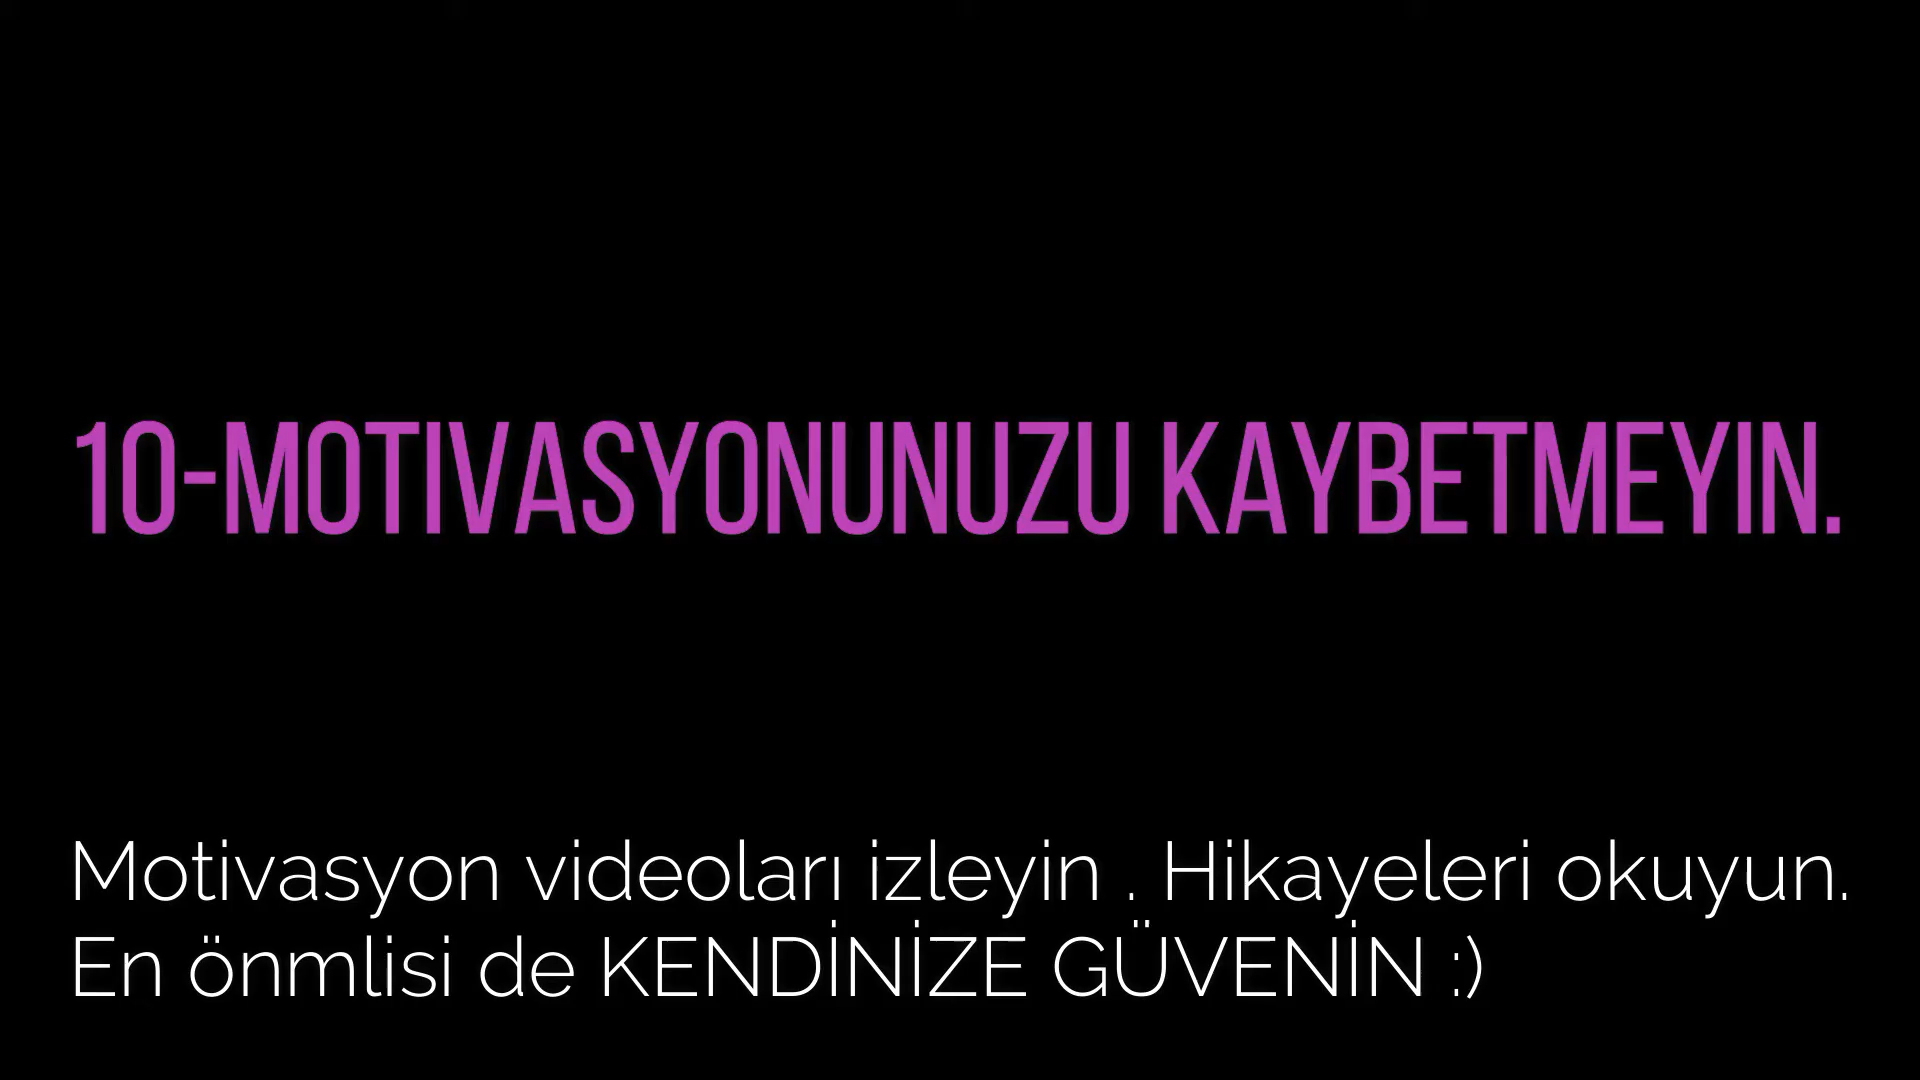 10-MOTIVASYONUNUZU KAYBETMEYIN.
Motivasyon videoları izleyin . Hikayeleri okuyun.
En önmlisi de KENDİNİZE GÜVENİN :)